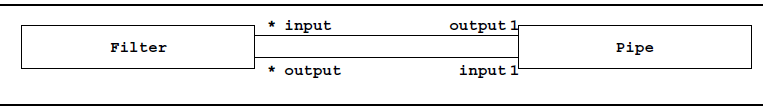 * input output 1
Filter Pipe
* output input 1